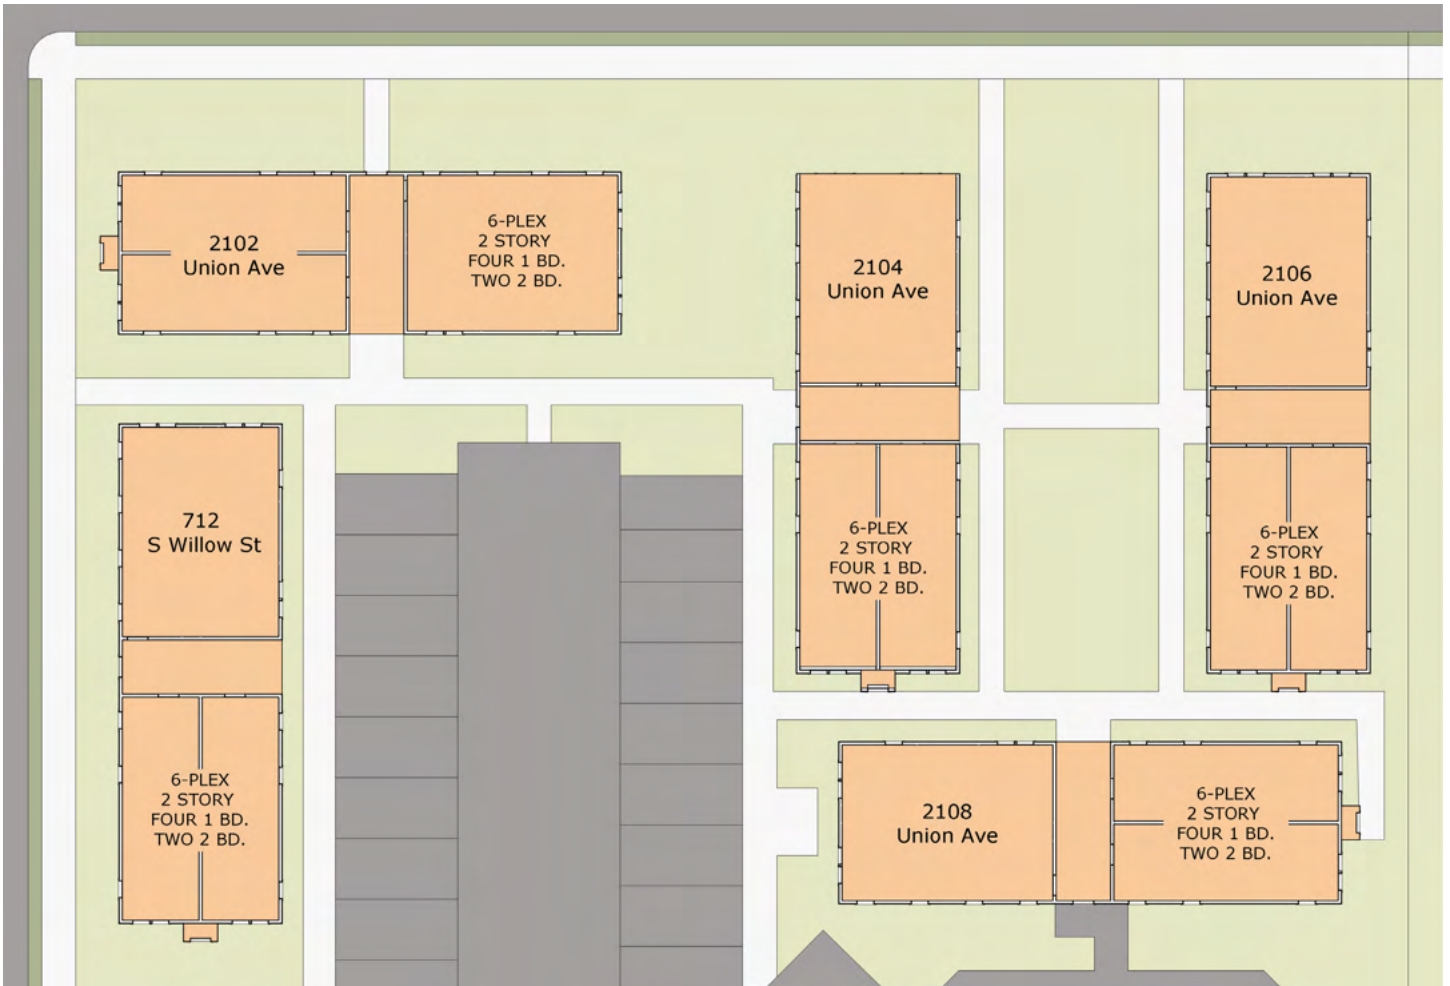 2102
Union Ave
6-PLEX
2 STORY
FOUR 1 BD.
TWO 2 BD.
2104
Union Ave
6-PLEX
2 STORY
FOUR 1 BD.
TWO 2 BD.
2106
Union Ave
6-PLEX
2 STORY
FOUR 1 BD.
TWO 2 BD.
712
S Willow St
6-PLEX
2 STORY
FOUR 1 BD.
TWO 2 BD.
2108
Union Ave
6-PLEX
2 STORY
FOUR 1 BD.
TWO 2 BD.